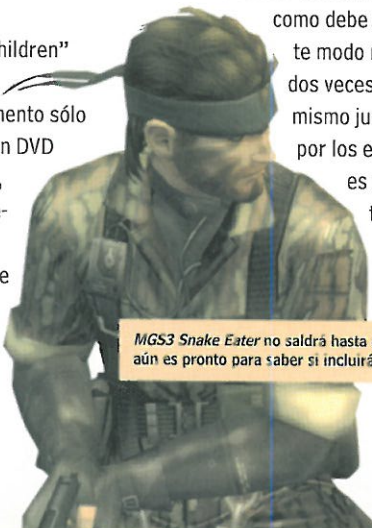 hildren”
nento sólo
n DVD
e-
e
como debe
te modo
dos veces
mismo ju
por los e
es
MGS3 Snake Eater no saldrá hasta
aún es pronto para saber si incluirá